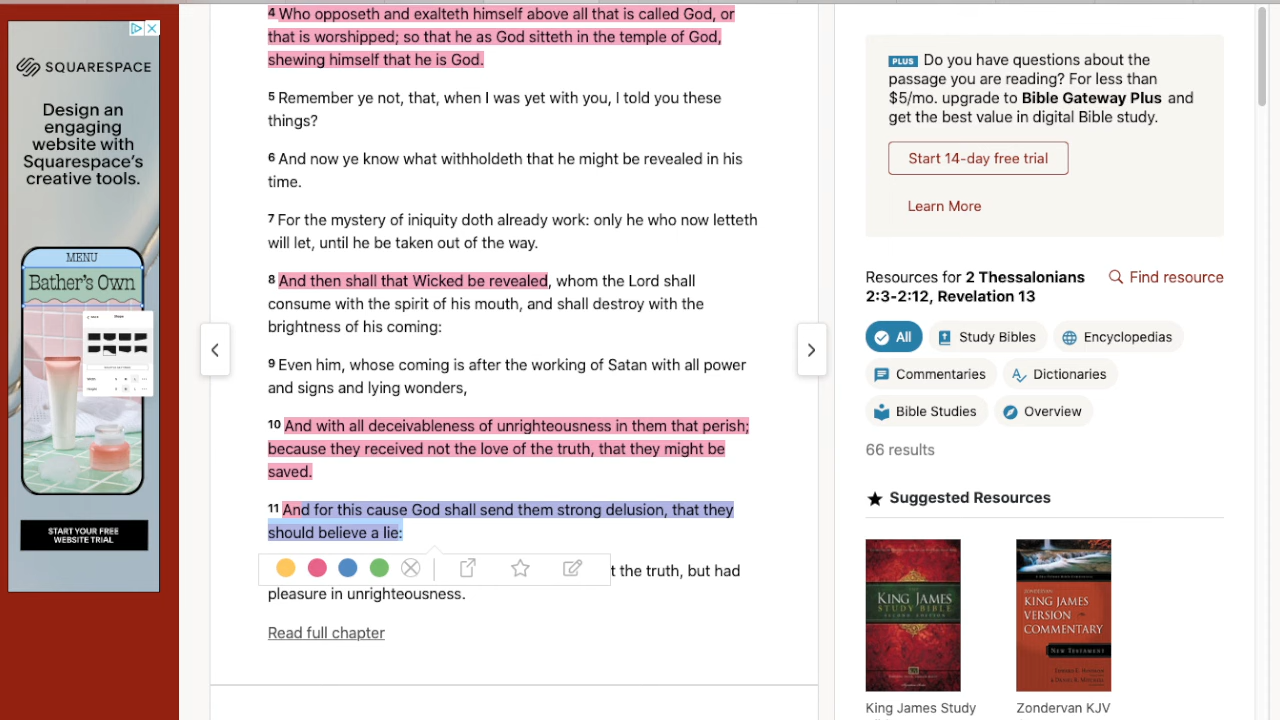 SQUARESPACE
Design an
engaging
website with
Squarespace's
creative tools.
MENU
Bather's Own
START YOUR FREE
WEBSITE TRIAL
4 Who opposeth and exalteth himself above all that is called God, or
that is worshipped; so that he as God sitteth in the temple of God,
shewing himself that he is God.
5 Remember ye not, that, when I was yet with you, I told you these
things?
6 And now ye know what withholdeth that he might be revealed in his
time.
7 For the mystery of iniquity doth already work: only he who now letteth
will let, until he be taken out of the way.
8 And then shall that Wicked be revealed, whom the Lord shall
consume with the spirit of his mouth, and shall destroy with the
brightness of his coming:
9 Even him, whose coming is after the working of Satan with all power
and signs and lying wonders,
10 And with all deceivableness of unrighteousness in them that perish;
because they received not the love of the truth, that they might be
saved.
11 And for this cause God shall send them strong delusion, that they
should believe a lie:
t the truth, but had
pleasure in unrighteousness.
Read full chapter
PLUS Do you have questions about the
passage you are reading? For less than
$5/mo. upgrade to Bible Gateway Plus and
get the best value in digital Bible study.
Start 14-day free trial
Learn More
Resources for 2 Thessalonians
2:3-2:12, Revelation 13
Find resource
All
Study Bibles
Encyclopedias
Commentaries
Dictionaries
Bible Studies
Overview
66 results
Suggested Resources
KING JAMES
STUDY BIBLE
SECOND EDITION
ZONDERVAN
KING JAMES
VERSION
COMMENTARY
NEW TESTAMENT
King James Study
Zondervan KJV